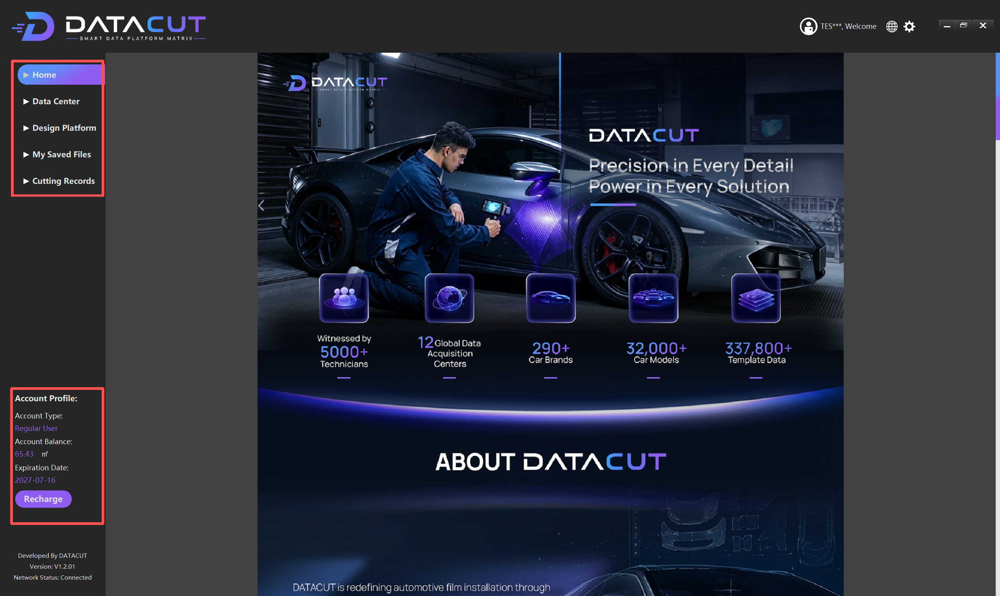 DATACUT
SMART DATA PLATFORM MATRIX
TES***, Welcome
Home
Data Center
Design Platform
My Saved Files
Cutting Records
Account Profile:
Account Type:
Regular User
Account Balance:
65.43 ㎡
Expiration Date:
2027-07-16
Recharge
Developed By DATACUT
Version: V1.2.01
Network Status: Connected
DATACUT
SMART DATA PLATFORM MATRIX
DATACUT
Precision in Every Detail
Power in Every Solution
Witnessed by
5000+
Technicians
12 Global Data
Acquisition
Centers
290+
Car Brands
32,000+
Car Models
337,800+
Template Data
ABOUT DATACUT
DATACUT is redefining automotive film installation through